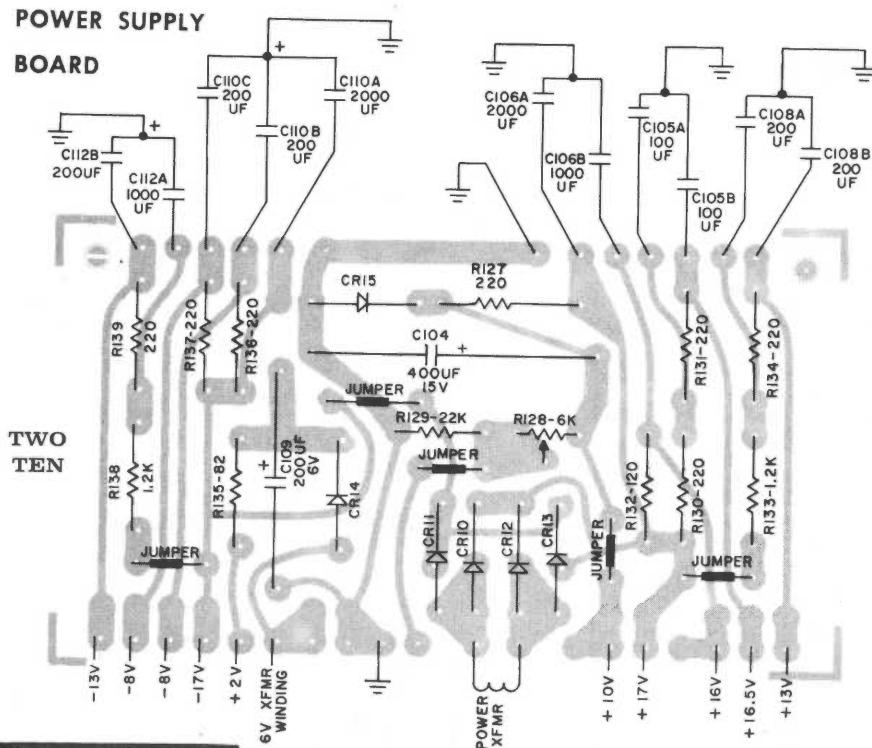 POWER SUPPLY
BOARD
+
C110C
200
UF
C110A
2000
UF
C110B
200
UF
+
C112B
200UF
C112A
1000
UF
C106A
2000
UF
C106B
1000
UF
C105A
100
UF
C105B
100
UF
C108A
200
UF
C108B
200
UF
CR15
R127
220
C104
+
400UF
15V
R139
220
R137-220
R136-220
R131-220
R134-220
JUMPER
R129-22K
R128-6K
JUMPER
TWO
TEN
R138
1.2K
R135-82
+
C109
200UF
6V
CR14
CR11
CR10
CR12
CR13
R132-120
R130-220
R133-1.2K
JUMPER
JUMPER
JUMPER
-13V
-8V
-8V
-17V
+2V
6V XFMR
WINDING
POWER
XFMR
+10V
+17V
+16V
+16.5V
+13V